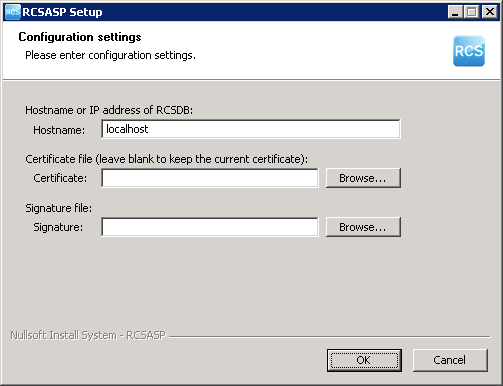 RCS RCSASP Setup
Configuration settings
Please enter configuration settings.
RCS
Hostname or IP address of RCSDB:
Hostname: localhost
Certificate file (leave blank to keep the current certificate):
Certificate: Browse...
Signature file:
Signature: Browse...
Nullsoft Install System - RCSASP
OK Cancel